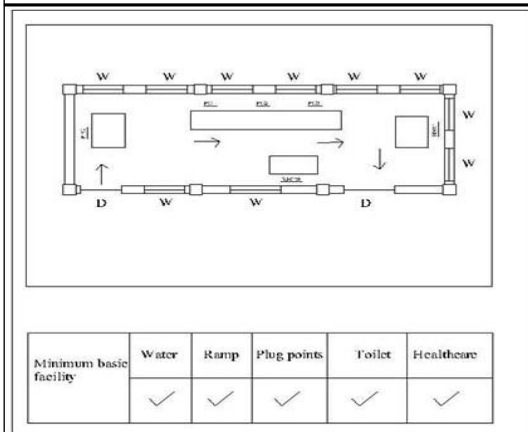 W W W W W W
W
W
D W W D
Minimum basic facility Water Ramp Plug points Toilet Healthcare